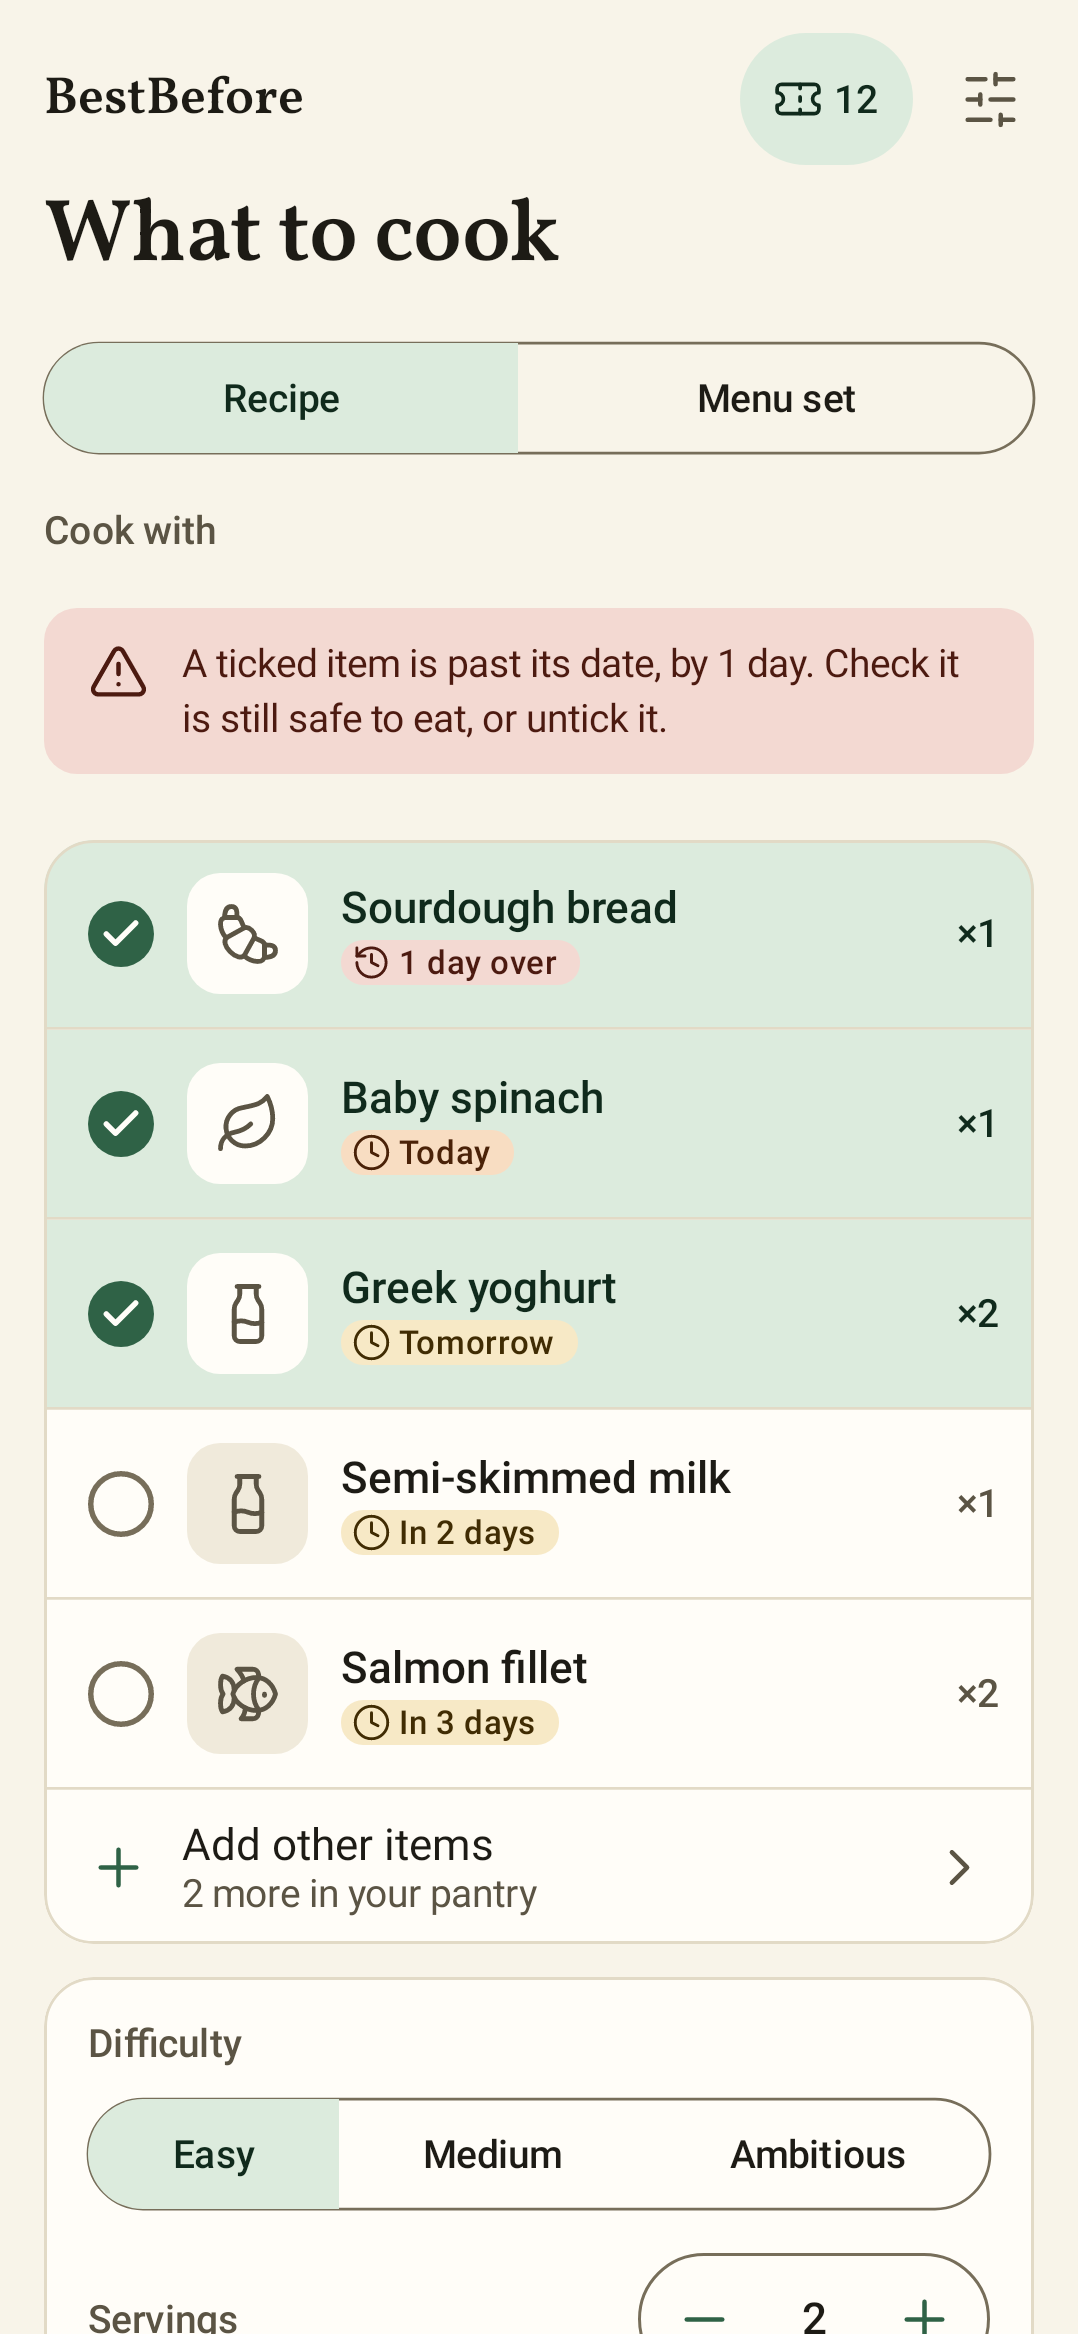 BestBefore
12
What to cook
Recipe
Menu set
Cook with
A ticked item is past its date, by 1 day. Check it
is still safe to eat, or untick it.
Sourdough bread
1 day over
×1
Baby spinach
Today
×1
Greek yoghurt
Tomorrow
×2
Semi-skimmed milk
In 2 days
×1
Salmon fillet
In 3 days
×2
Add other items
2 more in your pantry
Difficulty
Easy
Medium
Ambitious
Servings
2